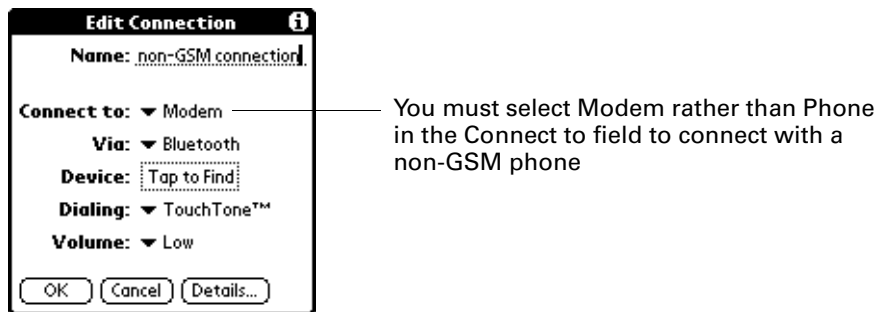 Edit Connection
Name: non-GSM connection
Connect to: Modem
Via: Bluetooth
Device: Tap to Find
Dialing: TouchTone™
Volume: Low
OK Cancel Details...
You must select Modem rather than Phone
in the Connect to field to connect with a
non-GSM phone